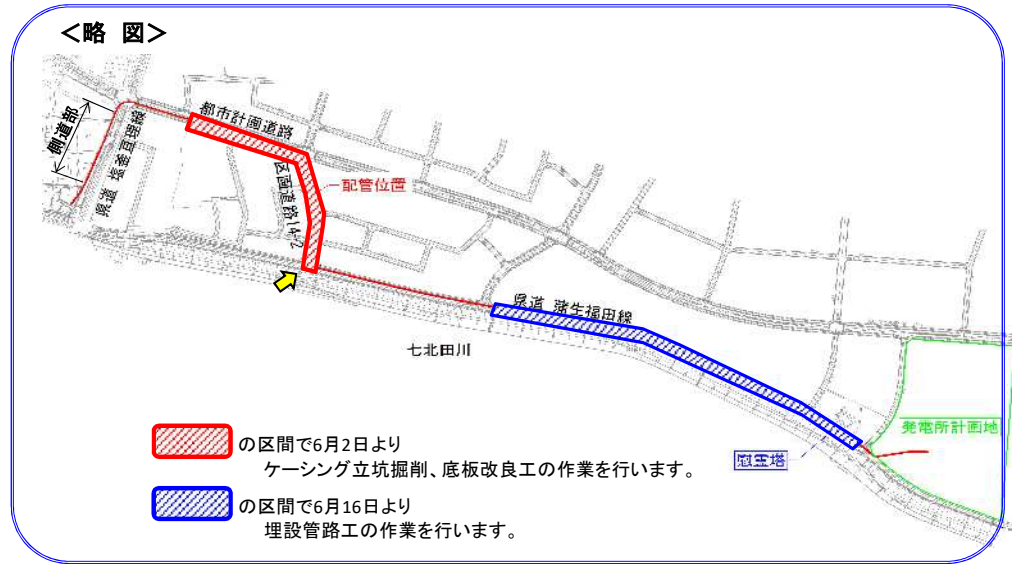 ＜略 図＞
側道部
県道 塩釜亘理線
都市計画道路
区画道路14-2
配管位置
県道 蒲生福田線
七北田川
発電所計画地
慰霊塔
の区間で6月2日より
ケーシング立坑掘削、底板改良工の作業を行います。
の区間で6月16日より
埋設管路工の作業を行います。